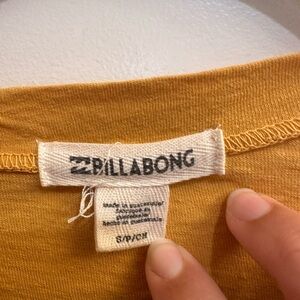 BILLABONG
Made in Guatemala
Fabriqué au
Guatemala
Hecho en Guatemala
S/P/CH